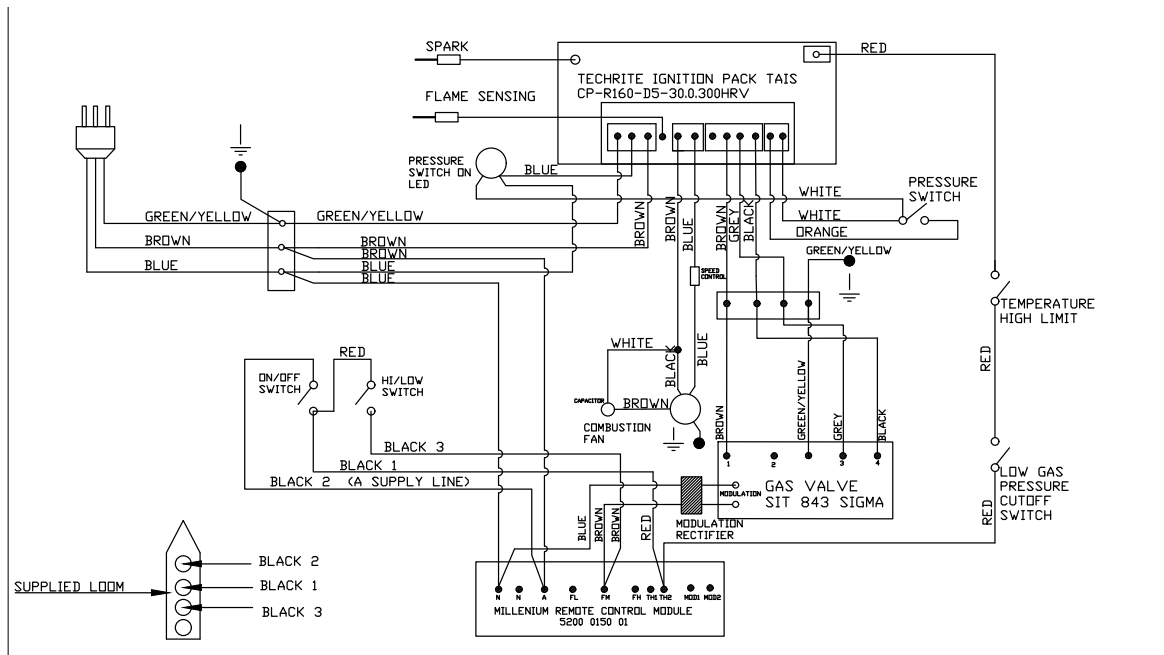 SPARK
RED
TECHRITE IGNITION PACK TAIS
CP-R160-D5-30.0.300HRV
FLAME SENSING
PRESSURE
SWITCH ON
LED
BLUE
WHITE
PRESSURE
SWITCH
GREEN/YELLOW
GREEN/YELLOW
BROWN
BROWN
BLUE
BROWN
GREY
BLACK
WHITE
ORANGE
BROWN
BROWN
BROWN
BLUE
BLUE
BLUE
GREEN/YELLOW
SPEED
CONTROL
TEMPERATURE
HIGH LIMIT
RED
WHITE
BLACK
BLUE
RED
ON/OFF
SWITCH
HI/LOW
SWITCH
CAPACITOR
BROWN
COMBUSTION
FAN
BROWN
GREEN/YELLOW
GREY
BLACK
BLACK 3
BLACK 1
BLACK 2 (A SUPPLY LINE)
1
2
3
4
GAS VALVE
SIT 843 SIGMA
MODULATION
MODULATION
RECTIFIER
BLUE
BROWN
BROWN
RED
LOW GAS
PRESSURE
CUTOFF
SWITCH
RED
BLACK 2
BLACK 1
BLACK 3
SUPPLIED LOOM
N
N
A
FL
FM
FH
TH1
TH2
MOD1
MOD2
MILLENIUM REMOTE CONTROL MODULE
5200 0150 01